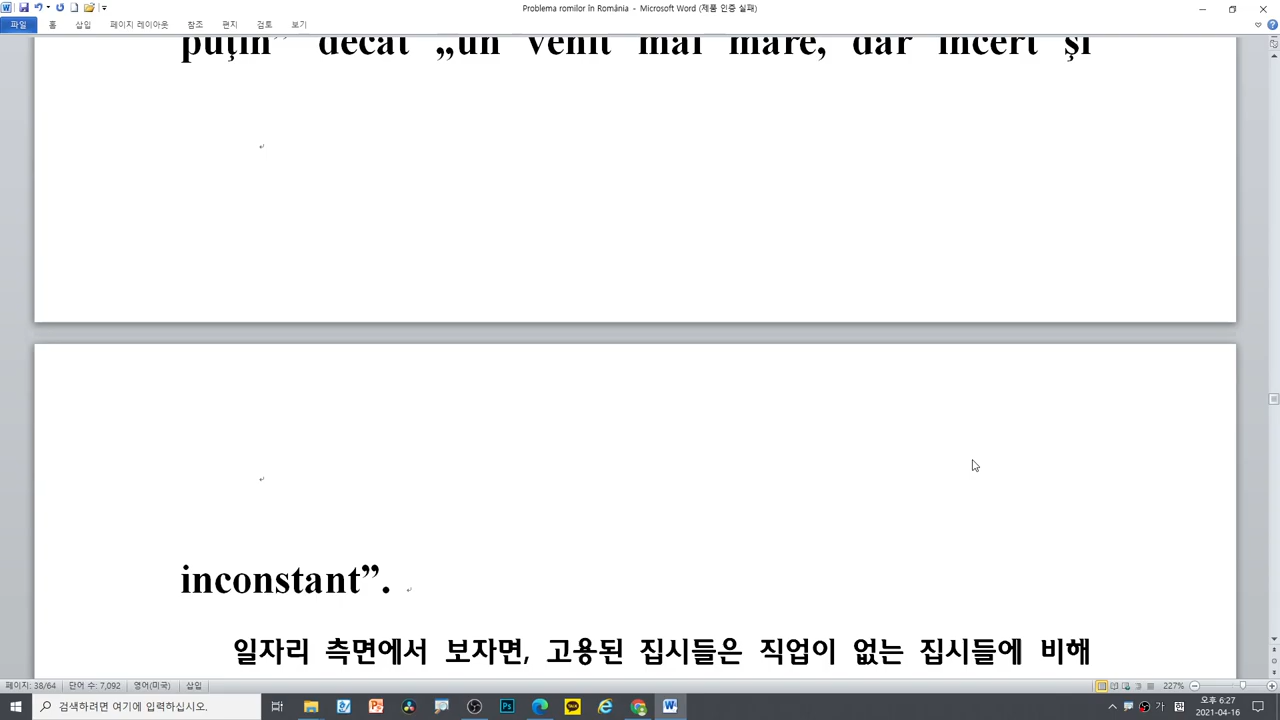 Problema romilor în România - Microsoft Word (제품 인증 실패)
파일 홈 삽입 페이지 레이아웃 참조 편지 검토 보기
puţin” decât „un venit mai mare, dar incert şi
inconstant”.
일자리 측면에서 보자면, 고용된 집시들은 직업이 없는 집시들에 비해
페이지: 38/64 단어 수: 7,092 영어(미국) 삽입 227%
검색하려면 여기에 입력하십시오.
오후 6:27
2021-04-16